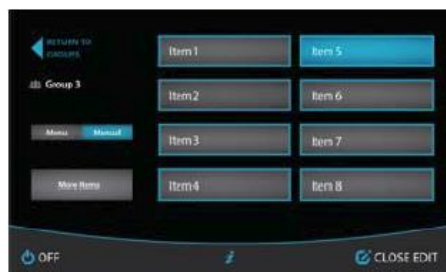 RETURN TO
GROUPS
Group 3
Menu Manual
More Items
Item 1
Item 2
Item 3
Item 4
Item 5
Item 6
Item 7
Item 8
OFF
i
CLOSE EDIT